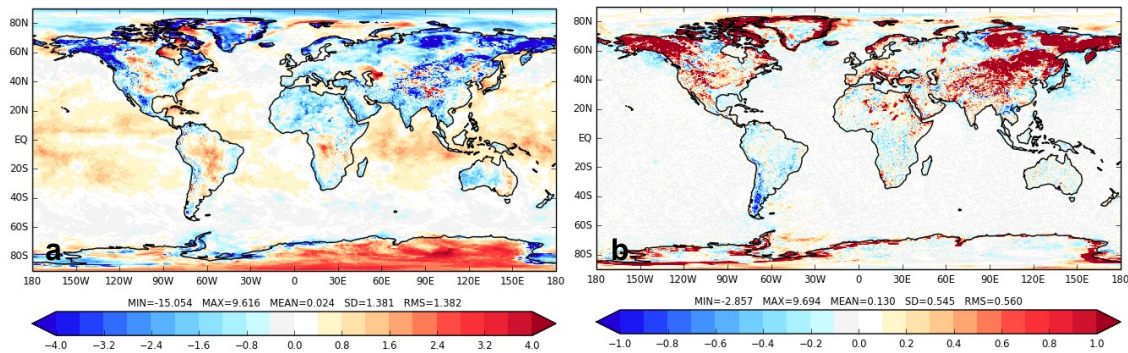 80N 80N
60N 60N
40N 40N
20N 20N
EQ EQ
20S 20S
40S 40S
60S 60S
80S a 80S b
180 150W 120W 90W 60W 30W 0 30E 60E 90E 120E 150E 180 180 150W 120W 90W 60W 30W 0 30E 60E 90E 120E 150E 180
MIN=-15.054 MAX=9.616 MEAN=0.024 SD=1.381 RMS=1.382 MIN=-2.857 MAX=9.694 MEAN=0.130 SD=0.545 RMS=0.560
−4.0 −3.2 −2.4 −1.6 −0.8 0.0 0.8 1.6 2.4 3.2 4.0 −1.0 −0.8 −0.6 −0.4 −0.2 0.0 0.2 0.4 0.6 0.8 1.0